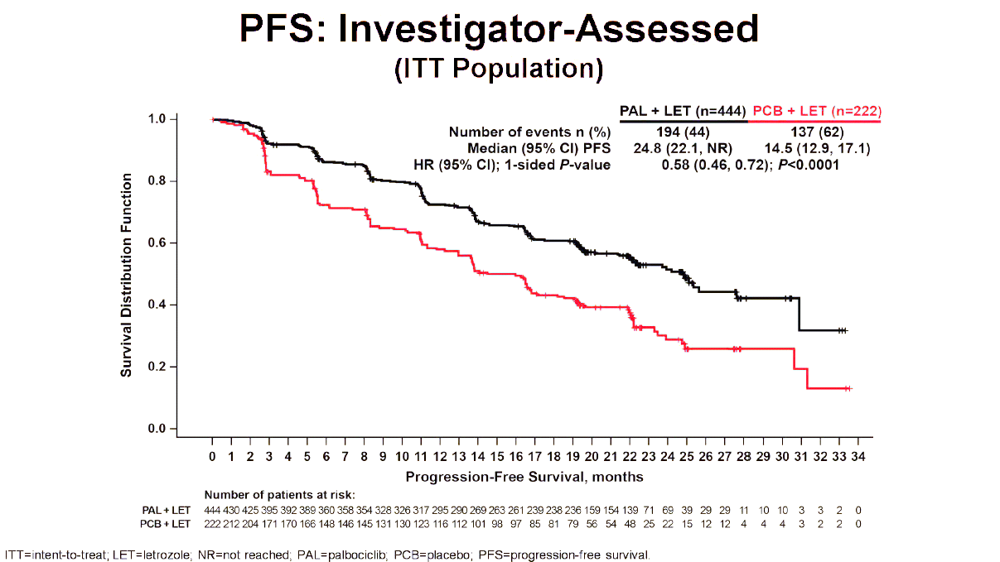 PFS: Investigator-Assessed
(ITT Population)
PAL + LET (n=444) PCB + LET (n=222)
Number of events n (%) 194 (44) 137 (62)
Median (95% CI) PFS 24.8 (22.1, NR) 14.5 (12.9, 17.1)
HR (95% CI); 1-sided P-value 0.58 (0.46, 0.72); P<0.0001
Survival Distribution Function
1.0
0.8
0.6
0.4
0.2
0.0
0 1 2 3 4 5 6 7 8 9 10 11 12 13 14 15 16 17 18 19 20 21 22 23 24 25 26 27 28 29 30 31 32 33 34
Progression-Free Survival, months
Number of patients at risk:
PAL + LET 444 430 425 395 392 389 360 358 354 328 326 317 295 290 269 263 261 239 238 236 159 154 139 71 69 39 29 29 11 10 10 3 3 2 0
PCB + LET 222 212 204 171 170 166 148 146 145 131 130 123 116 112 101 98 97 85 81 79 56 54 48 25 22 15 12 12 4 4 4 3 2 2 0
ITT=intent-to-treat; LET=letrozole; NR=not reached; PAL=palbociclib; PCB=placebo; PFS=progression-free survival.